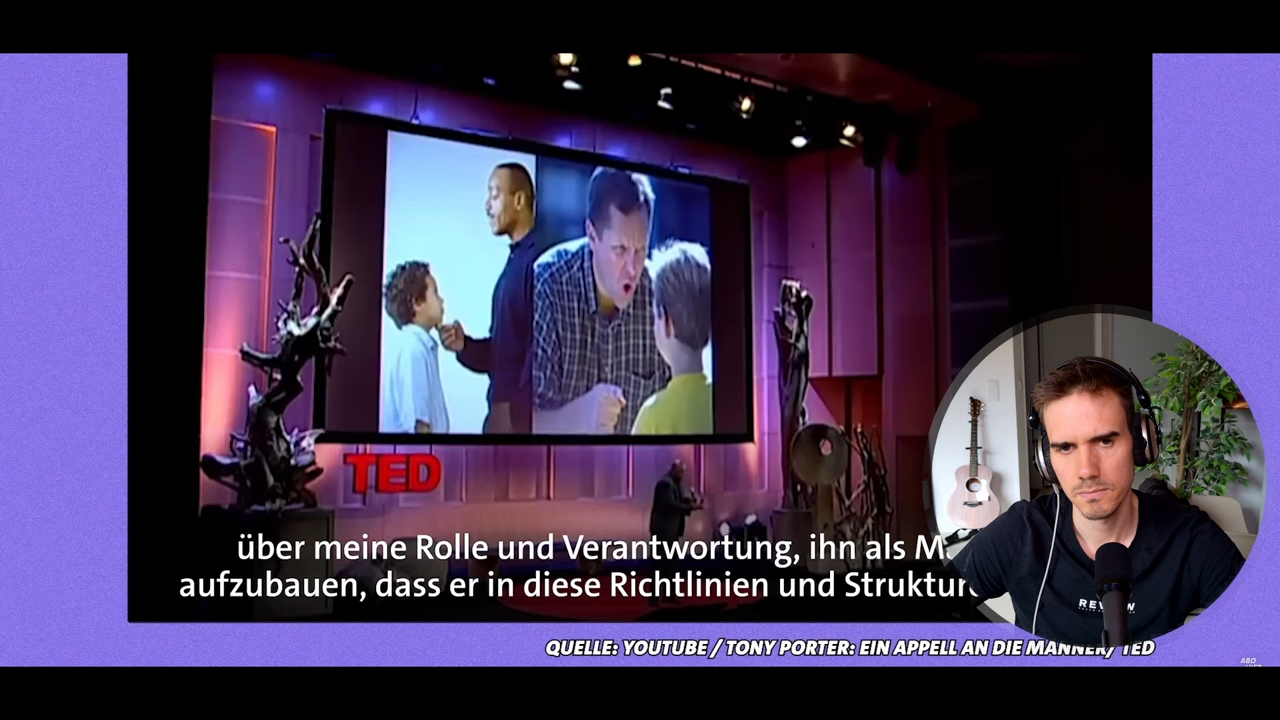 TED
über meine Rolle und Verantwortung, ihn als
aufzubauen, dass er in diese Richtlinien und
QUELLE: YOUTUBE / TONY PORTER: EIN APPELL AN DIE MÄNNER/ TED
ABO